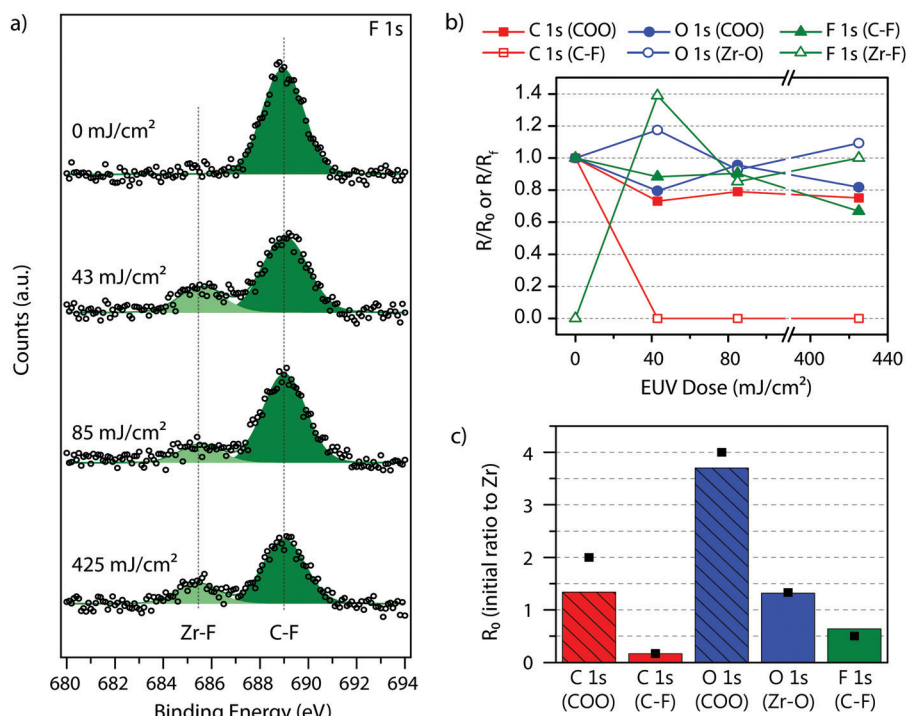 a)
F 1s
0 mJ/cm²
43 mJ/cm²
85 mJ/cm²
425 mJ/cm²
Zr-F C-F
Counts (a.u.)
680 682 684 686 688 690 692 694
Binding Energy (eV)
b)
C 1s (COO) O 1s (COO) F 1s (C-F)
C 1s (C-F) O 1s (Zr-O) F 1s (Zr-F)
1.4
1.2
1.0
0.8
0.6
0.4
0.2
0.0
R/R₀ or R/Rf
0 40 80 400 440
EUV Dose (mJ/cm²)
c)
4
3
2
1
0
R₀ (initial ratio to Zr)
C 1s C 1s O 1s O 1s F 1s
(COO) (C-F) (COO) (Zr-O) (C-F)